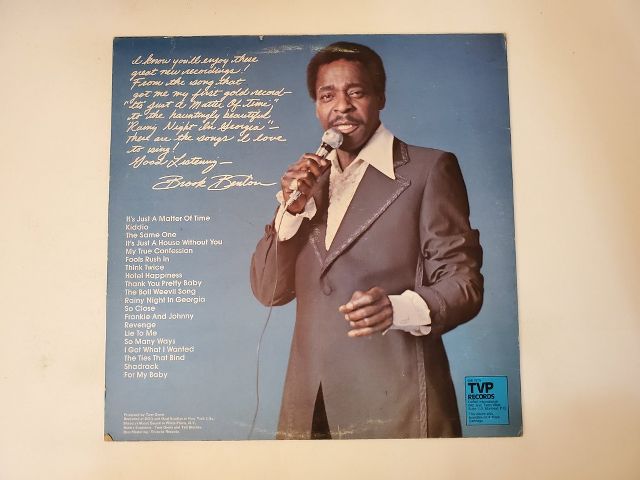 I know you'll enjoy these
great new recordings!
From the song that
got me my first gold record—
"Its Just A Matter Of Time,"
to the hauntingly beautiful
"Rainy Night In Georgia"—
These are the songs I love
to sing!
Good Listening—
Brook Benton
It's Just A Matter Of Time
Kiddio
The Same One
It's Just A House Without You
My True Confession
Fools Rush In
Think Twice
Hotel Happiness
Thank You Pretty Baby
The Boll Weevil Song
Rainy Night In Georgia
So Close
Frankie And Johnny
Revenge
Lie To Me
So Many Ways
I Got What I Wanted
The Ties That Bind
Shadrack
For My Baby
Produced by
TVP
RECORDS